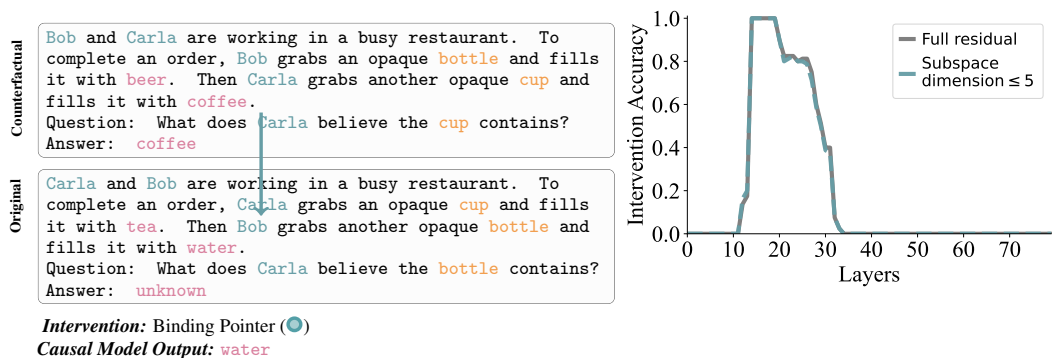 Counterfactual
Bob and Carla are working in a busy restaurant. To
complete an order, Bob grabs an opaque bottle and fills
it with beer. Then Carla grabs another opaque cup and
fills it with coffee.
Question: What does Carla believe the cup contains?
Answer: coffee
Original
Carla and Bob are working in a busy restaurant. To
complete an order, Carla grabs an opaque cup and fills
it with tea. Then Bob grabs another opaque bottle and
fills it with water.
Question: What does Carla believe the bottle contains?
Answer: unknown
Intervention: Binding Pointer ()
Causal Model Output: water
Intervention Accuracy
1.0
0.8
0.6
0.4
0.2
0.0
0 10 20 30 40 50 60 70
Layers
Full residual
Subspace
dimension ≤ 5